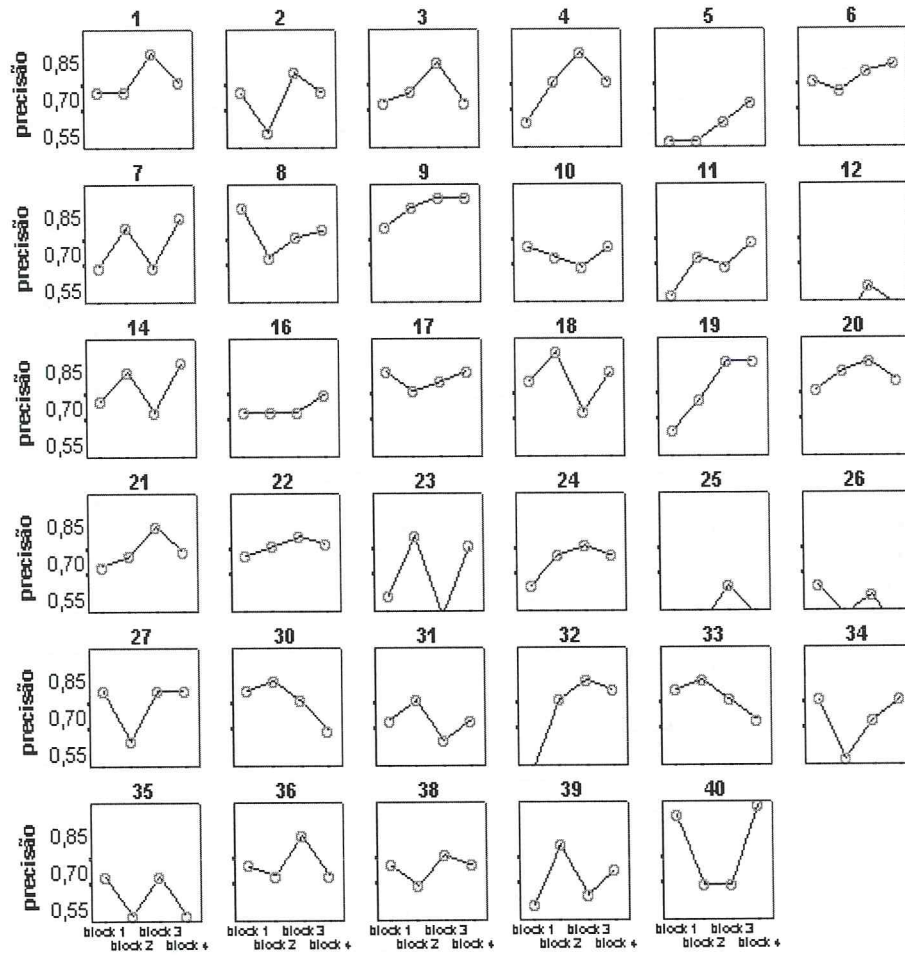 1 2 3 4 5 6
precisão 0,85 0,70 0,55
7 8 9 10 11 12
precisão 0,85 0,70 0,55
14 16 17 18 19 20
precisão 0,85 0,70 0,55
21 22 23 24 25 26
precisão 0,85 0,70 0,55
27 30 31 32 33 34
precisão 0,85 0,70 0,55
35 36 38 39 40
precisão 0,85 0,70 0,55
block 1 block 3 block 1 block 3 block 1 block 3 block 1 block 3 block 1 block 3
block 2 block 4 block 2 block 4 block 2 block 4 block 2 block 4 block 2 block 4